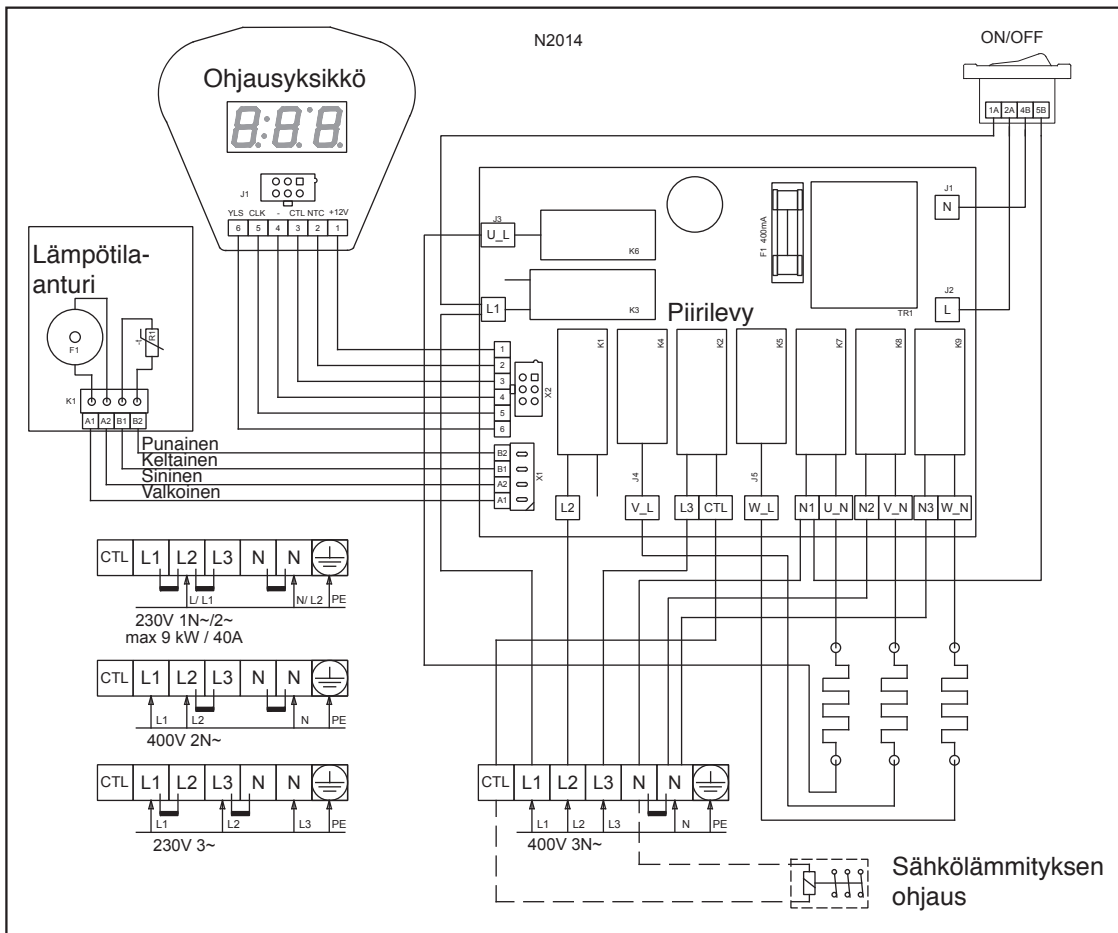 N2014
ON/OFF
1A 2A 4B 5B
Ohjausyksikkö
8:8.8
J1
YLS CLK - CTL NTC +12V
6 5 4 3 2 1
Lämpötila-
anturi
F1
-t
R1
K1
A1 A2 B1 B2
Punainen
Keltainen
Sininen
Valkoinen
J3
U_L
K6
L1
K3
F1 400mA
TR1
J1
N
J2
L
Piirilevy
1
2
3
4
5
6
X2
B2
B1
A2
A1
X1
K1 K4 K2 K5 K7 K8 K9
J4 J5
L2 V_L L3 CTL W_L N1 U_N N2 V_N N3 W_N
CTL L1 L2 L3 N N
L/ L1 N/ L2 PE
230V 1N~/2~
max 9 kW / 40A
CTL L1 L2 L3 N N
L1 L2 N PE
400V 2N~
CTL L1 L2 L3 N N
L1 L2 L3 PE
230V 3~
CTL L1 L2 L3 N N
L1 L2 L3 N PE
400V 3N~
Sähkölämmityksen
ohjaus